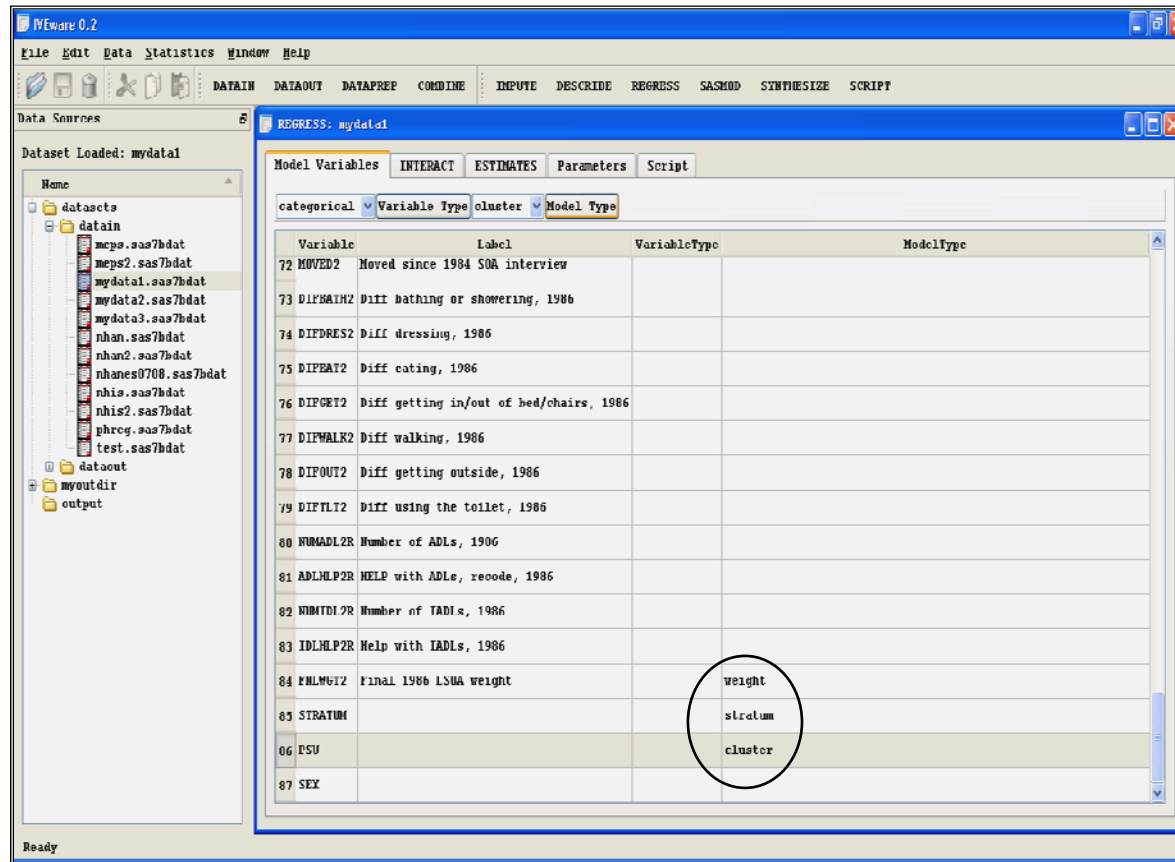 IVEware 0.2
File Edit Data Statistics Window Help
DATAIN DATAOUT DATAPREP COMBINE IMPUTE DESCRIBE REGRESS SASMOD SYNTHESIZE SCRIPT
Data Sources
Dataset Loaded: mydata1
Name
datasets
datain
meps.sas7bdat
meps2.sas7bdat
mydata1.sas7bdat
mydata2.sas7bdat
mydata3.sas7bdat
nhan.sas7bdat
nhan2.sas7bdat
nhanes0708.sas7bdat
nhis.sas7bdat
nhis2.sas7bdat
phreg.sas7bdat
test.sas7bdat
dataout
myoutdir
output
REGRESS: mydata1
Model Variables INTERACT ESTIMATES Parameters Script
categorical Variable Type cluster Model Type
Variable Label VariableType ModelType
72 MOVED2 Moved since 1984 SOA interview
73 DIFBATH2 Diff bathing or showering, 1986
74 DIFDRES2 Diff dressing, 1986
75 DIFEAT2 Diff eating, 1986
76 DIFGET2 Diff getting in/out of bed/chairs, 1986
77 DIFWALK2 Diff walking, 1986
78 DIFOUT2 Diff getting outside, 1986
79 DIFTLT2 Diff using the toilet, 1986
80 NUMADL2R Number of ADLs, 1986
81 ADLHLP2R HELP with ADLs, recode, 1986
82 NUMIDL2R Number of IADLs, 1986
83 IDLHLP2R Help with IADLs, 1986
84 FNLWGT2 Final 1986 LSOA weight weight
85 STRATUM stratum
86 PSU cluster
87 SEX
Ready